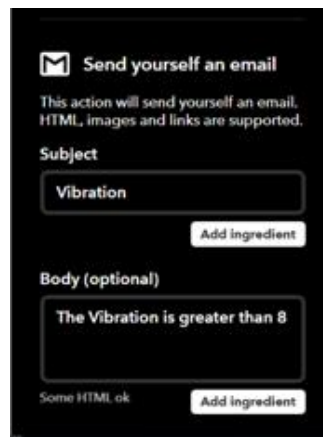 Send yourself an email
This action will send yourself an email.
HTML, images and links are supported.
Subject
Vibration
Add ingredient
Body (optional)
The Vibration is greater than 8
Some HTML ok
Add ingredient